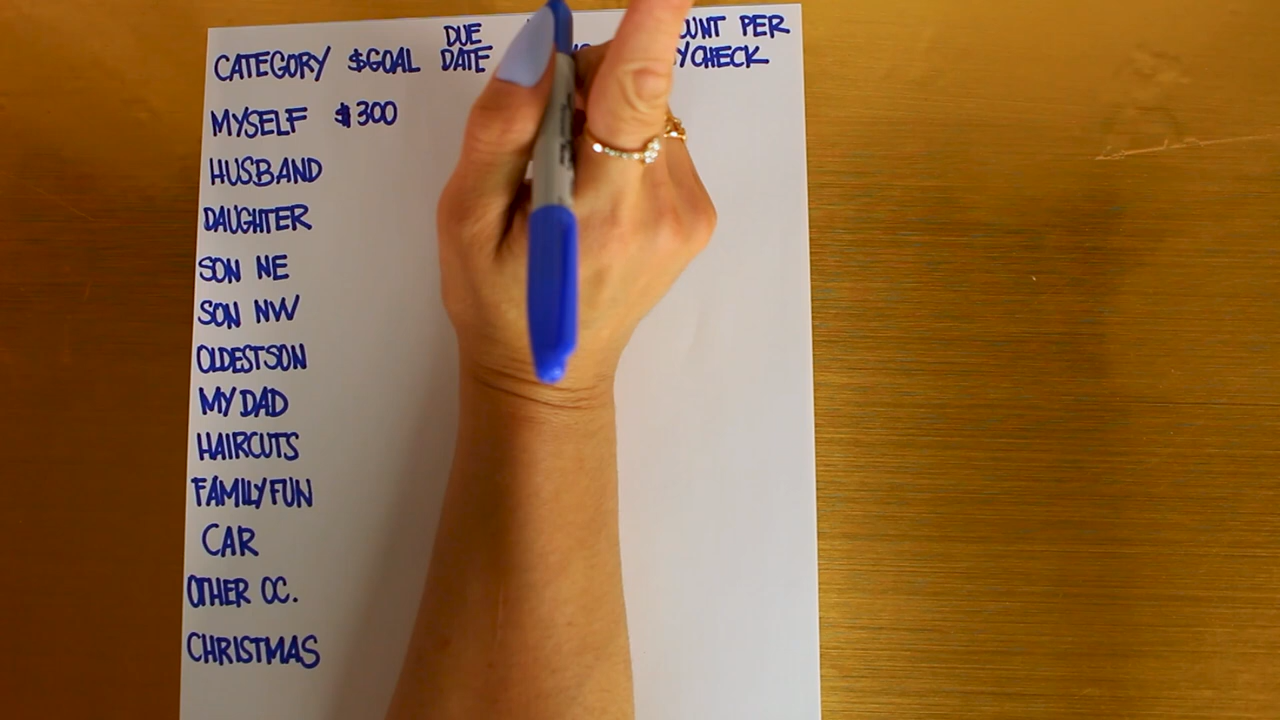 CATEGORY $GOAL DUE DATE PER
MYSELF $300
HUSBAND
DAUGHTER
SON NE
SON NW
OLDEST SON
MY DAD
HAIRCUTS
FAMILY FUN
CAR
OTHER OC.
CHRISTMAS